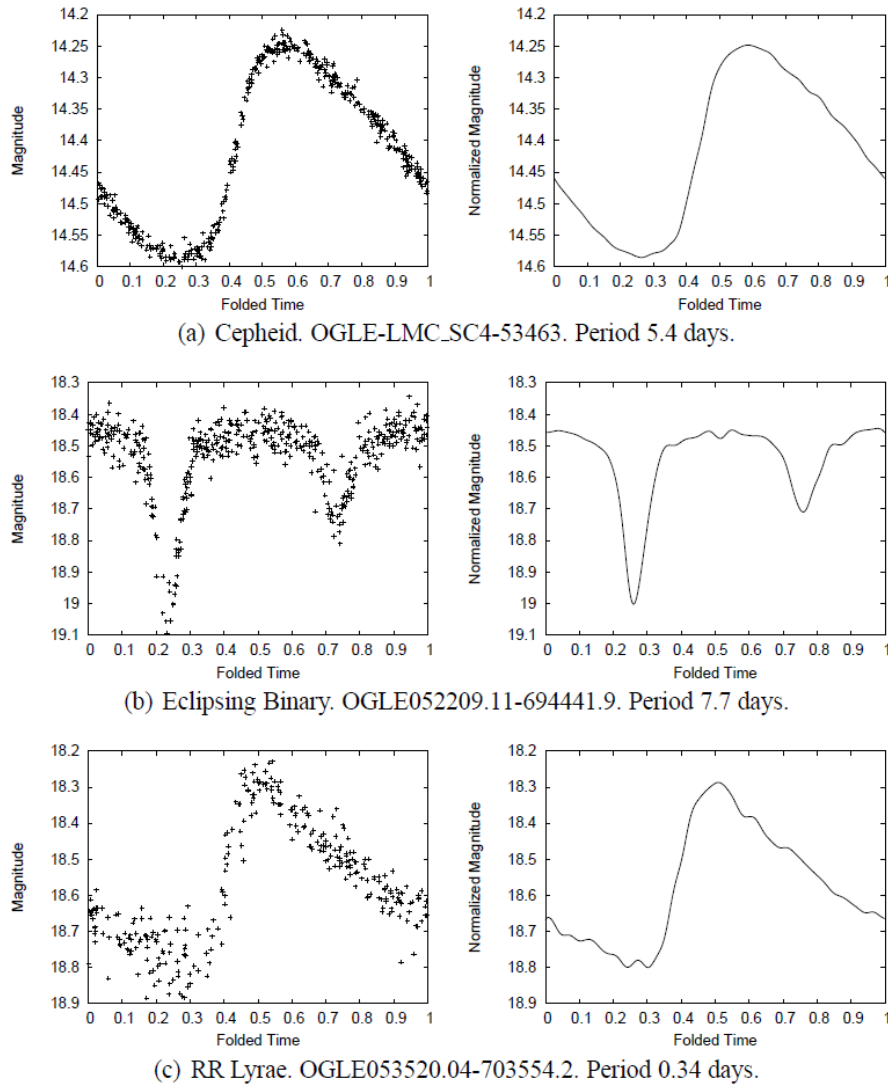 14.2 14.25 14.3 14.35 14.4 14.45 14.5 14.55 14.6
Magnitude
0 0.1 0.2 0.3 0.4 0.5 0.6 0.7 0.8 0.9 1
Folded Time
14.2 14.25 14.3 14.35 14.4 14.45 14.5 14.55 14.6
Normalized Magnitude
0 0.1 0.2 0.3 0.4 0.5 0.6 0.7 0.8 0.9 1
Folded Time
(a) Cepheid. OGLE-LMC_SC4-53463. Period 5.4 days.
18.3 18.4 18.5 18.6 18.7 18.8 18.9 19 19.1
Magnitude
0 0.1 0.2 0.3 0.4 0.5 0.6 0.7 0.8 0.9 1
Folded Time
18.3 18.4 18.5 18.6 18.7 18.8 18.9 19 19.1
Normalized Magnitude
0 0.1 0.2 0.3 0.4 0.5 0.6 0.7 0.8 0.9 1
Folded Time
(b) Eclipsing Binary. OGLE052209.11-694441.9. Period 7.7 days.
18.2 18.3 18.4 18.5 18.6 18.7 18.8 18.9
Magnitude
0 0.1 0.2 0.3 0.4 0.5 0.6 0.7 0.8 0.9 1
Folded Time
18.2 18.3 18.4 18.5 18.6 18.7 18.8 18.9
Normalized Magnitude
0 0.1 0.2 0.3 0.4 0.5 0.6 0.7 0.8 0.9 1
Folded Time
(c) RR Lyrae. OGLE053520.04-703554.2. Period 0.34 days.